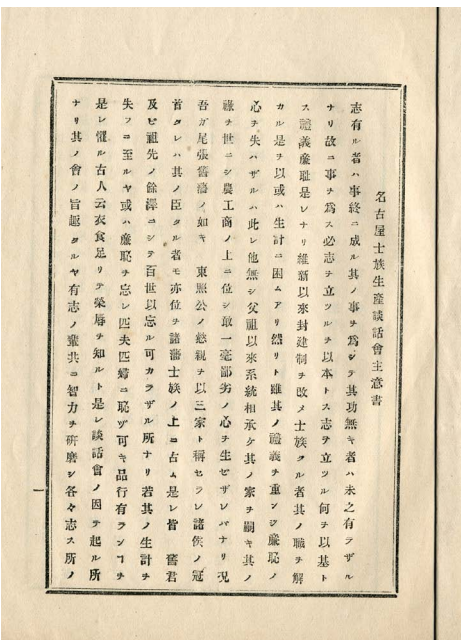 名古屋士族生產談話會主意書
志有ル者ハ事終ニ成ル其ノ事ヲ爲シテ其功無キ者ハ未之有ラザル
ナリ故ニ事ヲ爲ス必志ヲ立ツルヲ以本トス志ヲ立ツル何ヲ以基ト
ス禮義廉耻是レナリ維新以來封建制ヲ改メ士族タル者其ノ職ヲ解
カル是ヲ以或ハ生計ニ困ムアリ然リト雖其ノ禮義ヲ重ンジ廉恥ノ
心ヲ失ハザルハ此レ他無シ父祖以來系統相承ケ其ノ家ヲ嗣キ其ノ
祿ヲ世ニシ農工商ノ上ニ位シ敢一毫鄙劣ノ心ヲ生ゼザレバナリ況
吾ガ尾張舊藩ノ如キ 東照公ノ懿親ヲ以三家ト稱セラレ諸侯ノ冠
首タレハ其ノ臣タル者モ亦位ヲ諸藩士族ノ上ニ占ム是レ皆 舊君
及ビ祖先ノ餘澤ニシテ百世以忘ル可カラザル所ナリ若其ノ生計ヲ
失フニ至ルヤ或ハ廉恥ヲ忘レ匹夫匹婦ニ恥ヅ可キ品行有ランヿヲ
是レ懼ル古人云衣食足リテ榮辱ヲ知ルト是レ談話會ノ因テ起ル所
ナリ其ノ會ノ旨趣タルヤ有志ノ輩共ニ智力ヲ硏磨シ各々志ス所ノ
一